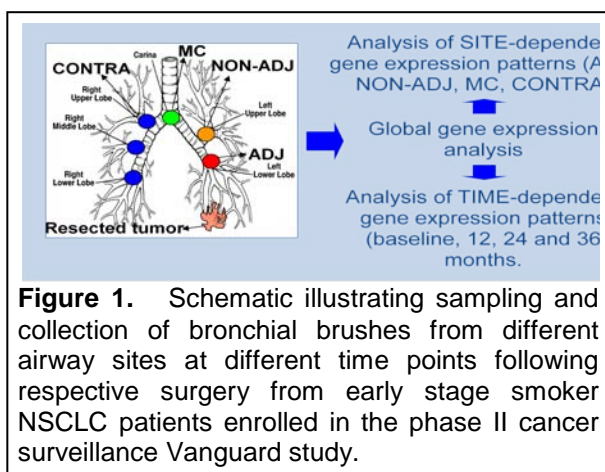 MC
Carina
CONTRA
NON-ADJ
Right
Upper Lobe
Left
Upper Lobe
Right
Middle Lobe
ADJ
Right
Lower Lobe
Left
Lower Lobe
Resected tumor
Analysis of SITE-depende
gene expression patterns (A
NON-ADJ, MC, CONTRA
Global gene expression
analysis
Analysis of TIME-depende
gene expression patterns
(baseline, 12, 24 and 36
months.
Figure 1. Schematic illustrating sampling and
collection of bronchial brushes from different
airway sites at different time points following
respective surgery from early stage smoker
NSCLC patients enrolled in the phase II cancer
surveillance Vanguard study.